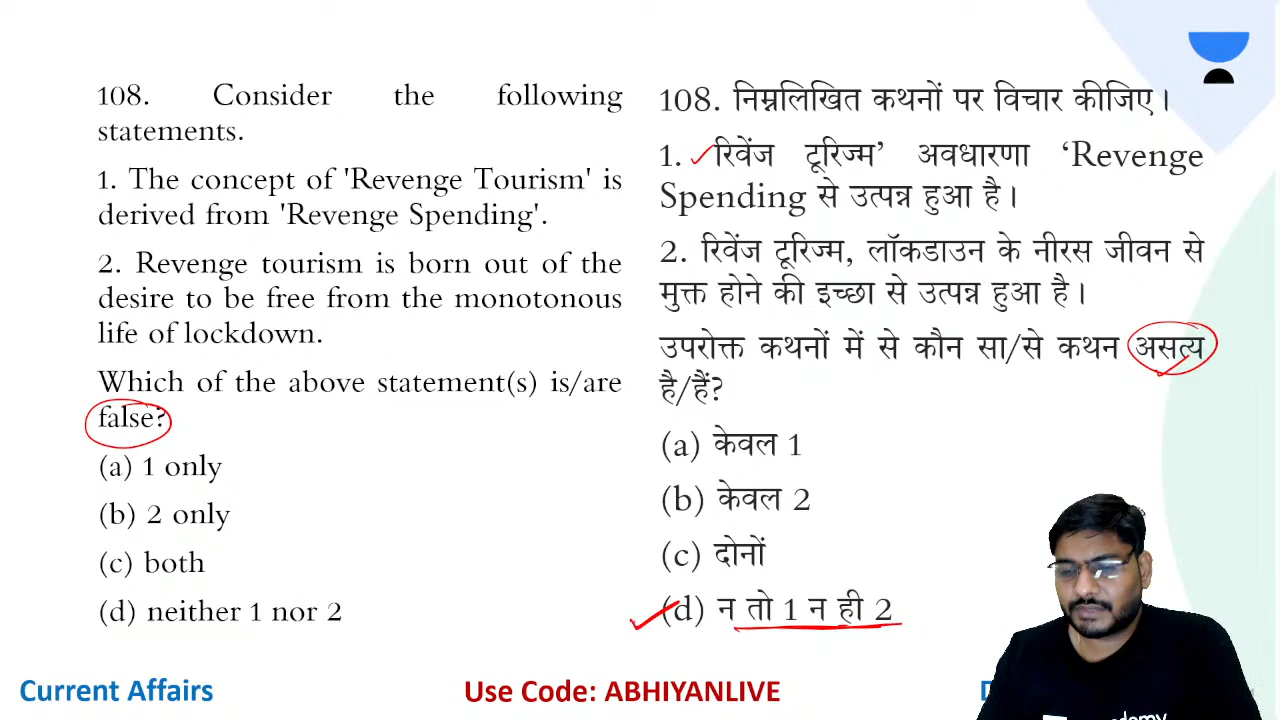 108. Consider the following
statements.
1. The concept of 'Revenge Tourism' is
derived from 'Revenge Spending'.
2. Revenge tourism is born out of the
desire to be free from the monotonous
life of lockdown.
Which of the above statement(s) is/are
false?
(a) 1 only
(b) 2 only
(c) both
(d) neither 1 nor 2
108. निम्नलिखित कथनों पर विचार कीजिए।
1. रिवेंज टूरिज्म’ अवधारणा ‘Revenge
Spending से उत्पन्न हुआ है।
2. रिवेंज टूरिज्म, लॉकडाउन के नीरस जीवन से
मुक्त होने की इच्छा से उत्पन्न हुआ है।
उपरोक्त कथनों में से कौन सा/से कथन असत्य
है/हैं?
(a) केवल 1
(b) केवल 2
(c) दोनों
(d) न तो 1 न ही 2
Current Affairs
Use Code: ABHIYANLIVE